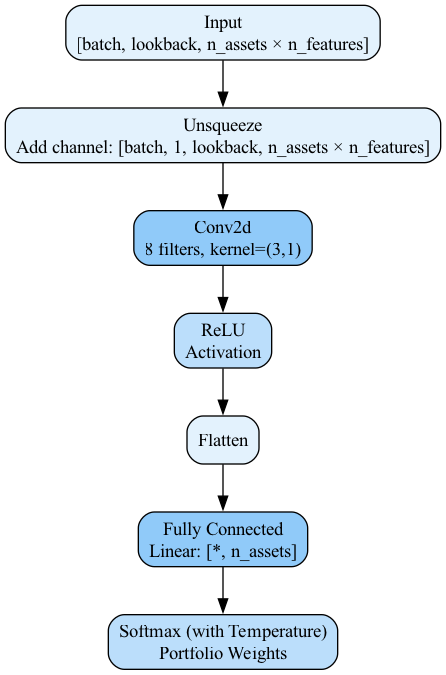 Input
[batch, lookback, n_assets × n_features]
Unsqueeze
Add channel: [batch, 1, lookback, n_assets × n_features]
Conv2d
8 filters, kernel=(3,1)
ReLU
Activation
Flatten
Fully Connected
Linear: [*, n_assets]
Softmax (with Temperature)
Portfolio Weights